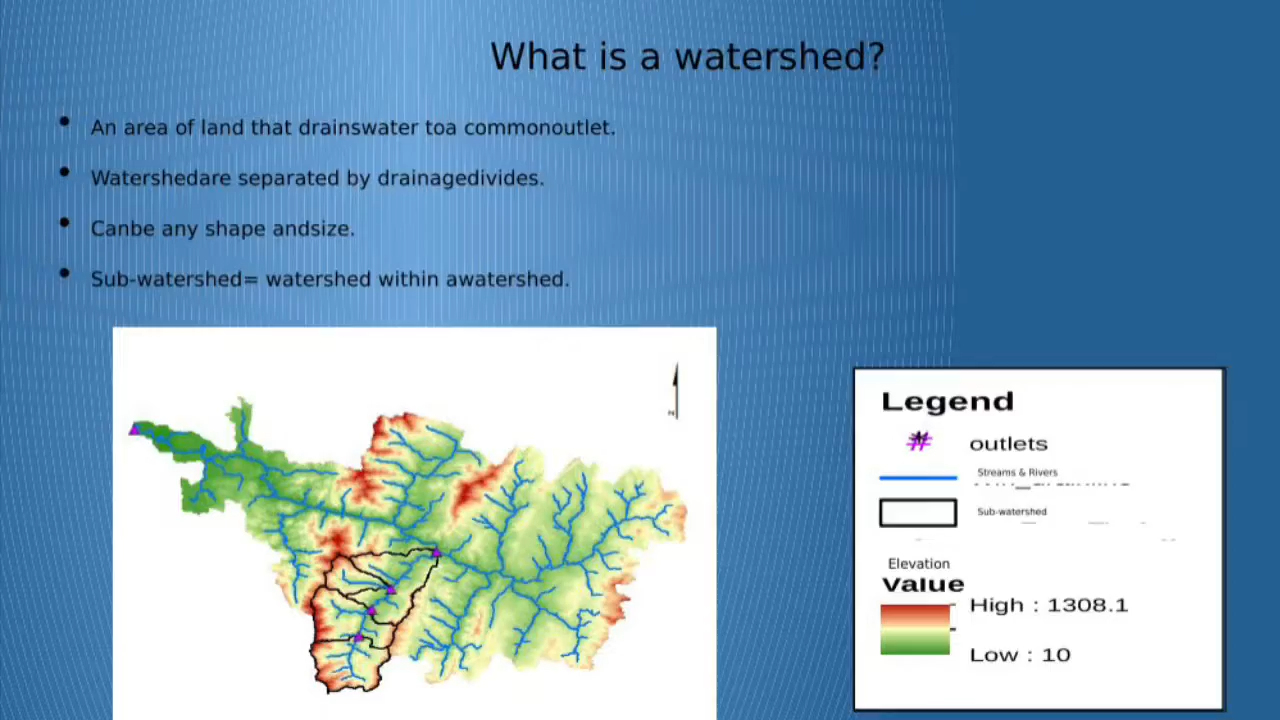 What is a watershed?
• An area of land that drainswater toa commonoutlet.
• Watershedare separated by drainagedivides.
• Canbe any shape andsize.
• Sub-watershed= watershed within awatershed.
Legend
# outlets
Streams & Rivers
Sub-watershed
Elevation
Value
High : 1308.1
Low : 10